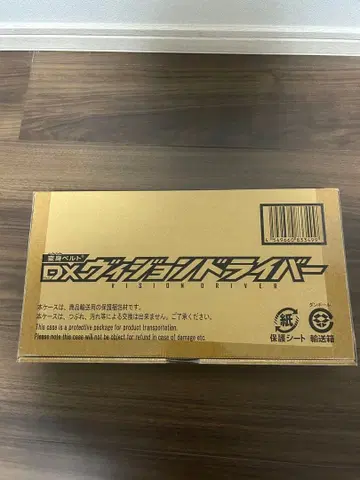 変身ベルト
DXヴィジョンドライバー
VISION DRIVER
4 549660 833499
本ケースは、商品輸送用の保護梱包材です。
本ケースは、つぶれ、汚れ等による交換は出来ません。ご了承ください。
This case is a protective package for product transportation.
Please note this case will not be object for refund in case of damage etc.
紙
保護シート
ダンボール
輸送箱